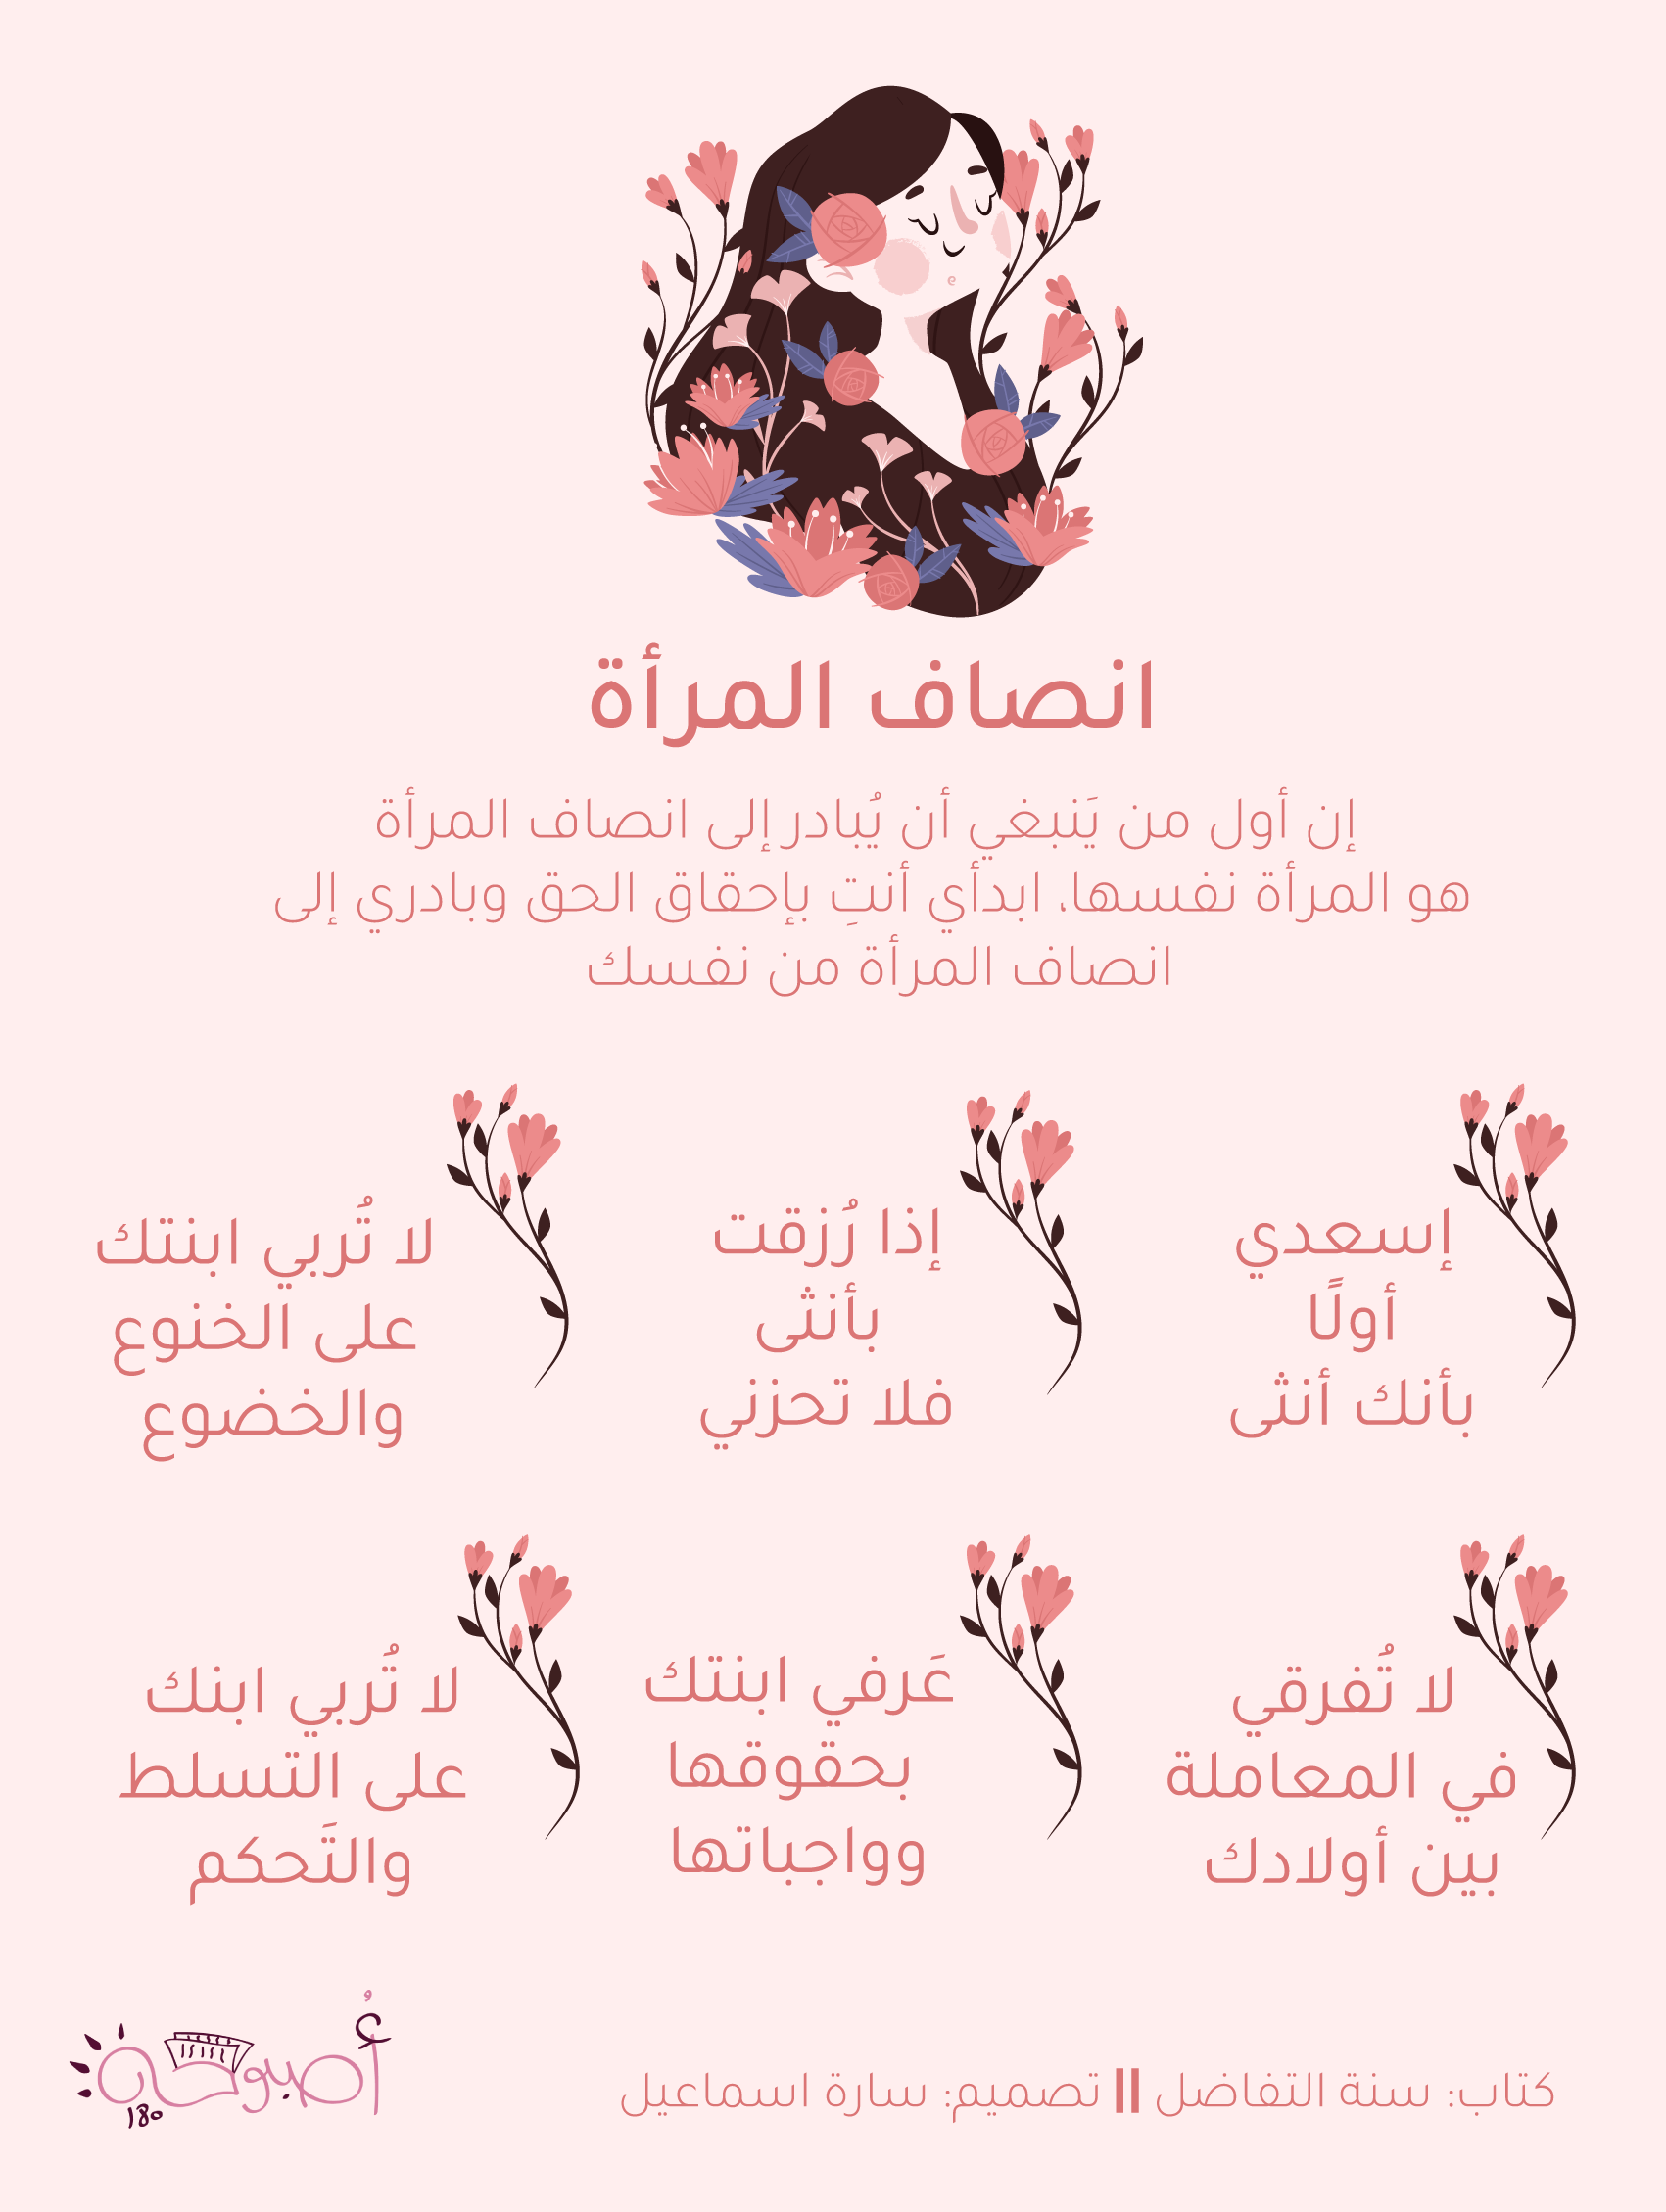 انصاف المرأة
إن أول من يَنبغي أن يُبادر إلى انصاف المرأة
هو المرأة نفسها، ابدأي أنتِ بإحقاق الحق وبادري إلى
انصاف المرأة من نفسك
إسعدي
أولًا
بأنك أنثى
إذا رُزقت
بأنثى
فلا تحزني
لا تُربي ابنتك
على الخنوع
والخضوع
لا تُفرقي
في المعاملة
بين أولادك
عَرفي ابنتك
بحقوقها
وواجباتها
لا تُربي ابنك
على التسلط
والتَحكم
كتاب: سنة التفاضل || تصميم: سارة اسماعيل
أُصبوحة
١٨٠